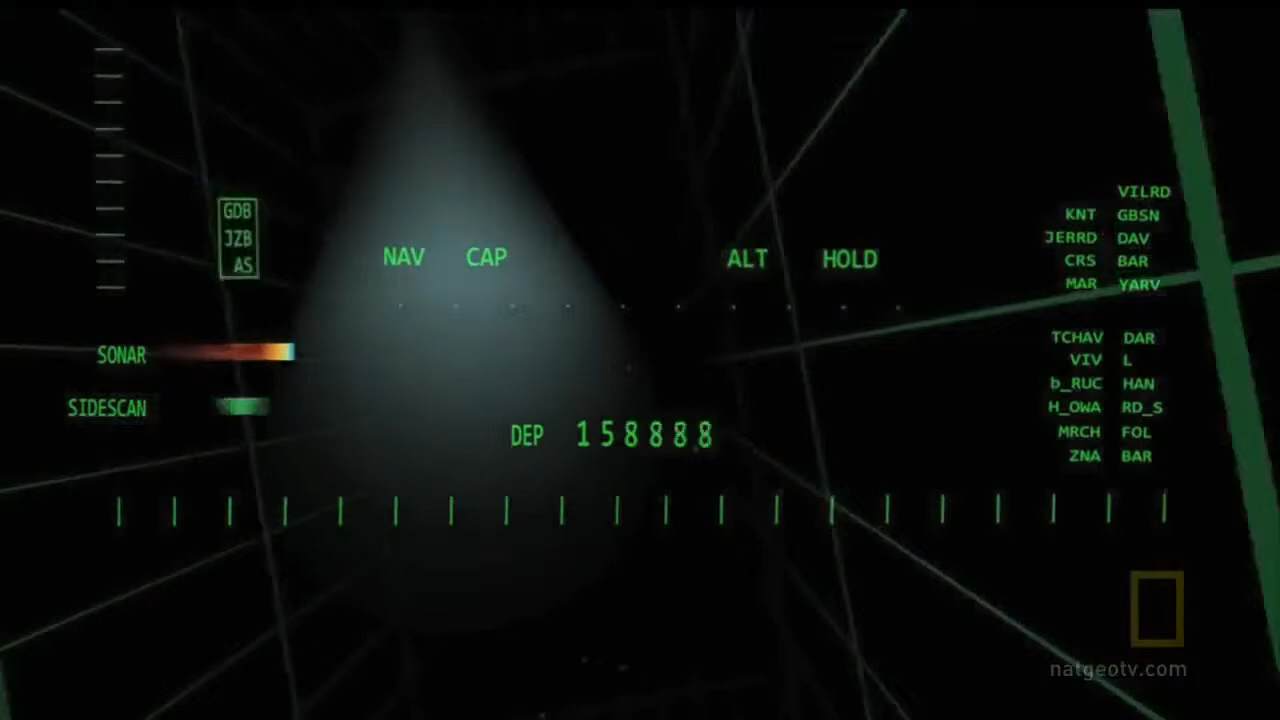 VILRD
KNT GBSN
JERRD DAV
CRS BAR
MAR YARV
GDB
JZB
AS
NAV CAP ALT HOLD
SONAR
SIDESCAN
TCHAV DAR
VIV L
b_RUC HAN
H_OWA RD_S
MRCH FOL
ZNA BAR
DEP 158888
natgeotv.com